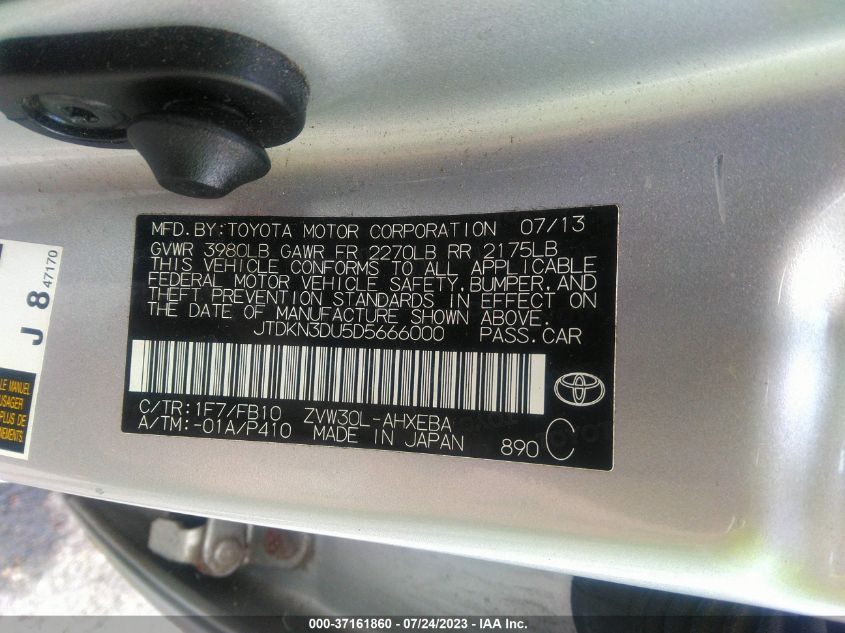 MFD.BY:TOYOTA MOTOR CORPORATION 07/13
GVWR 3980LB GAWR FR 2270LB RR 2175LB
THIS VEHICLE CONFORMS TO ALL APPLICABLE
FEDERAL MOTOR VEHICLE SAFETY,BUMPER,AND
THEFT PREVENTION STANDARDS IN EFFECT ON
THE DATE OF MANUFACTURE SHOWN ABOVE.
JTDKN3DU5D5666000 PASS.CAR
C/TR:1F7/FB10 ZVW30L-AHXEBA
A/TM:-01A/P410 MADE IN JAPAN 890 C
J 8 47170
LE MANUEL
USAGER
000-37161860 - 07/24/2023 - IAA Inc.